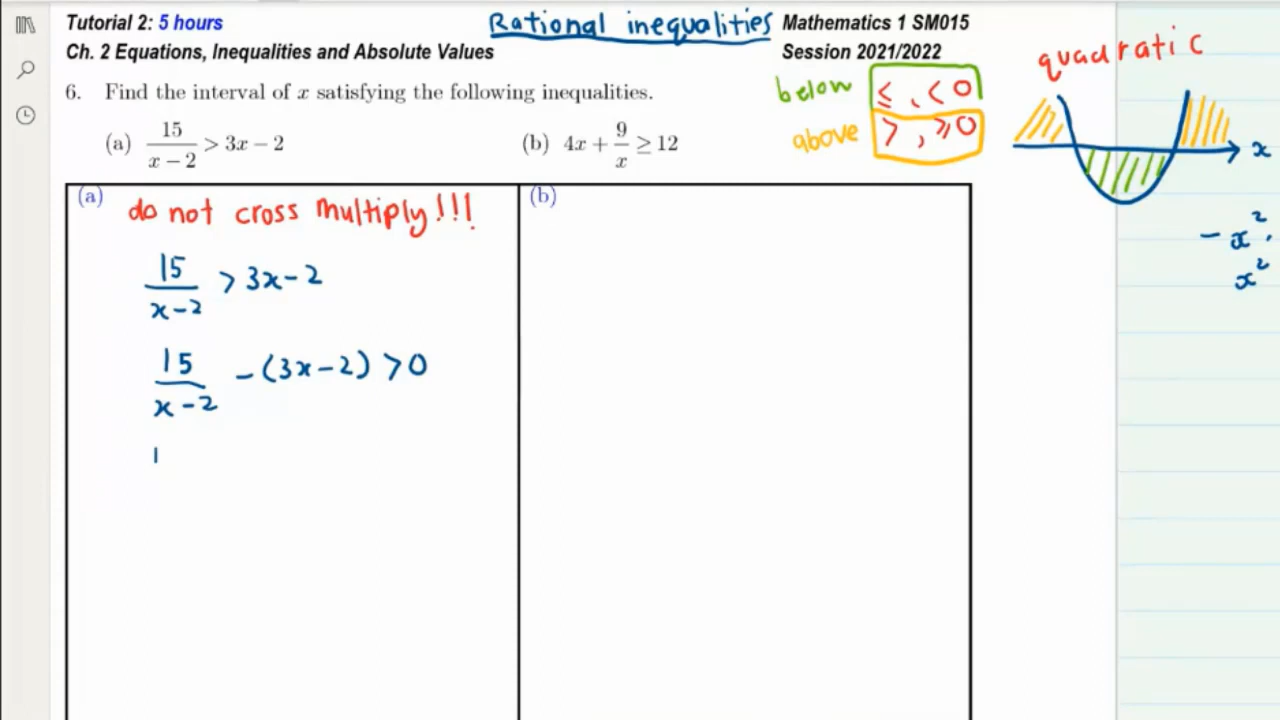 Tutorial 2: 5 hours
Rational inequalities
Mathematics 1 SM015
Ch. 2 Equations, Inequalities and Absolute Values
Session 2021/2022
quadratic
6. Find the interval of x satisfying the following inequalities.
below ≤ , < 0
above > , ≥ 0
(a) 15/(x − 2) > 3x − 2
(b) 4x + 9/x ≥ 12
x
(a) do not cross multiply!!!
(b)
− x².
x²
15/(x−2) > 3x−2
15/(x−2) − (3x−2) > 0
1